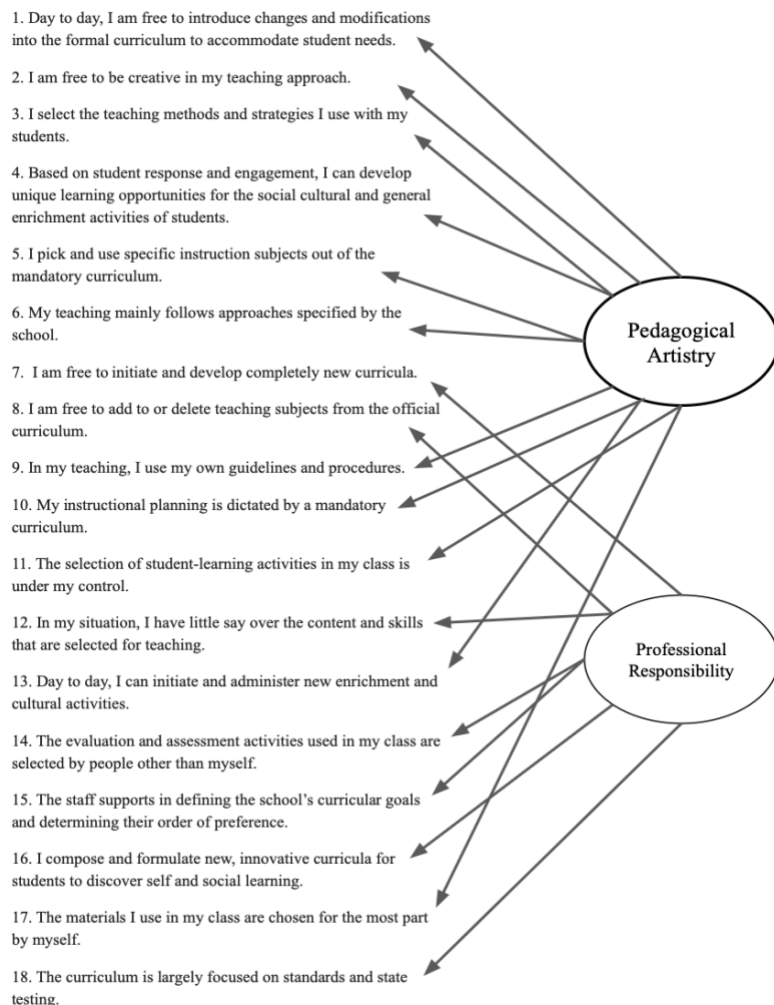 1. Day to day, I am free to introduce changes and modifications
into the formal curriculum to accommodate student needs.
2. I am free to be creative in my teaching approach.
3. I select the teaching methods and strategies I use with my
students.
4. Based on student response and engagement, I can develop
unique learning opportunities for the social cultural and general
enrichment activities of students.
5. I pick and use specific instruction subjects out of the
mandatory curriculum.
6. My teaching mainly follows approaches specified by the
school.
7. I am free to initiate and develop completely new curricula.
8. I am free to add to or delete teaching subjects from the official
curriculum.
9. In my teaching, I use my own guidelines and procedures.
10. My instructional planning is dictated by a mandatory
curriculum.
11. The selection of student-learning activities in my class is
under my control.
12. In my situation, I have little say over the content and skills
that are selected for teaching.
13. Day to day, I can initiate and administer new enrichment and
cultural activities.
14. The evaluation and assessment activities used in my class are
selected by people other than myself.
15. The staff supports in defining the school's curricular goals
and determining their order of preference.
16. I compose and formulate new, innovative curricula for
students to discover self and social learning.
17. The materials I use in my class are chosen for the most part
by myself.
18. The curriculum is largely focused on standards and state
testing.
Pedagogical
Artistry
Professional
Responsibility